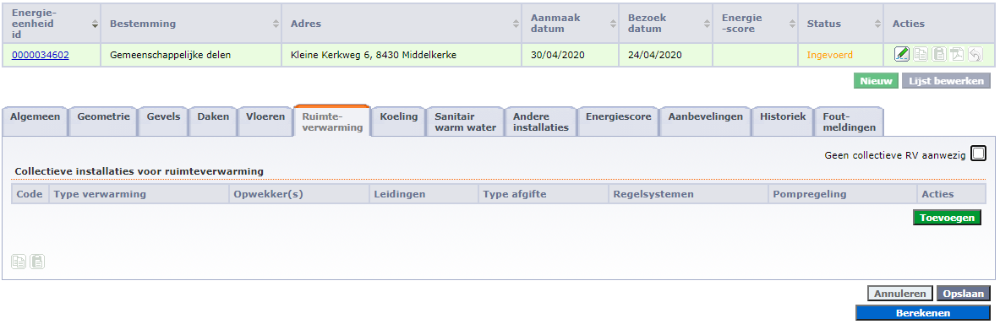 Energie-
eenheid
id
Bestemming
Adres
Aanmaak
datum
Bezoek
datum
Energie
-score
Status
Acties
0000034602
Gemeenschappelijke delen
Kleine Kerkweg 6, 8430 Middelkerke
30/04/2020
24/04/2020
Ingevoerd
Nieuw
Lijst bewerken
Algemeen
Geometrie
Gevels
Daken
Vloeren
Ruimte-
verwarming
Koeling
Sanitair
warm water
Andere
installaties
Energiescore
Aanbevelingen
Historiek
Fout-
meldingen
Geen collectieve RV aanwezig
Collectieve installaties voor ruimteverwarming
Code
Type verwarming
Opwekker(s)
Leidingen
Type afgifte
Regelsystemen
Pompregeling
Acties
Toevoegen
Annuleren
Opslaan
Berekenen